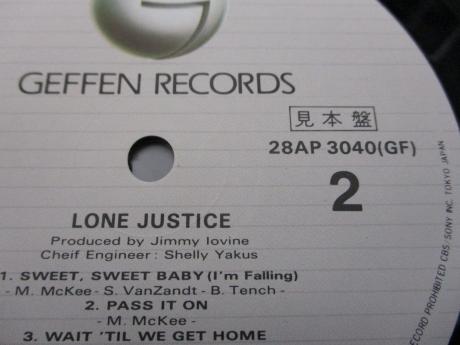 GEFFEN RECORDS
見本盤
28AP 3040(GF)
2
LONE JUSTICE
Produced by Jimmy Iovine
Cheif Engineer : Shelly Yakus
1. SWEET, SWEET BABY (I'm Falling)
- M. McKee - S. VanZandt - B. Tench -
2. PASS IT ON
- M. McKee -
3. WAIT 'TIL WE GET HOME
RECORD PROHIBITED CBS. SONY INC. TOKYO JAPAN